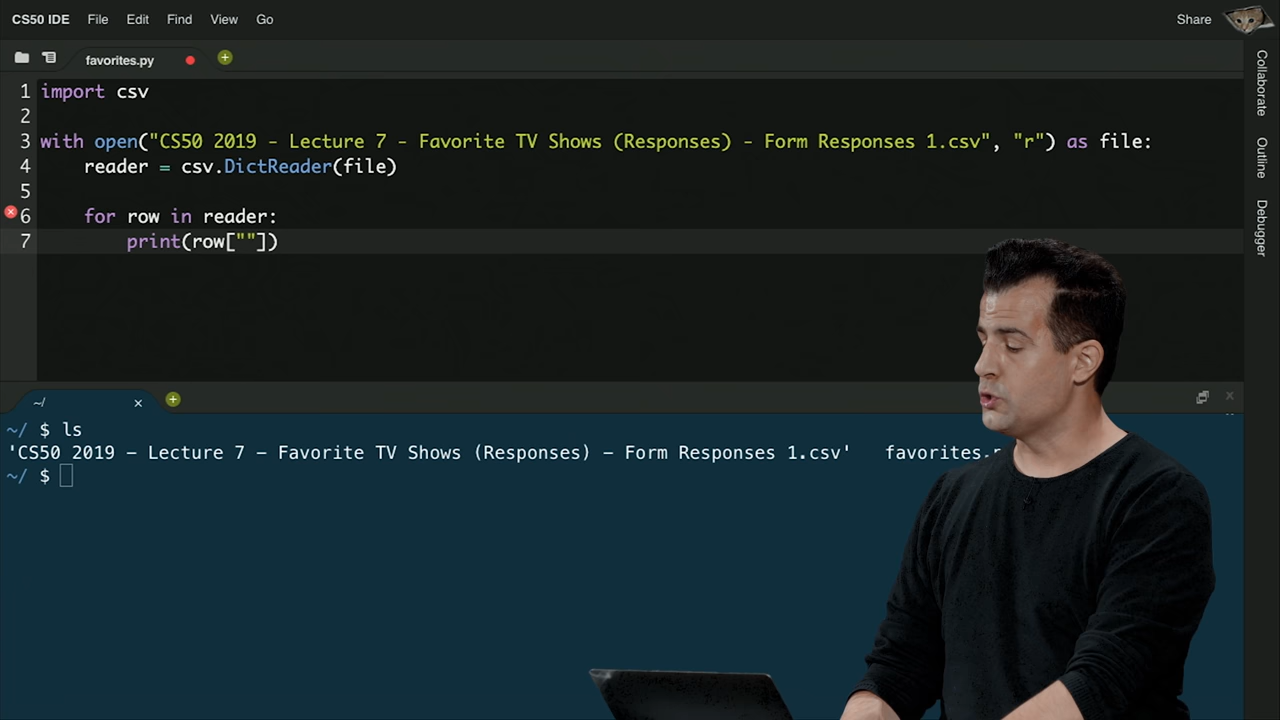 CS50 IDE File Edit Find View Go Share
favorites.py
1 import csv
2
3 with open("CS50 2019 - Lecture 7 - Favorite TV Shows (Responses) - Form Responses 1.csv", "r") as file:
4 reader = csv.DictReader(file)
5
6 for row in reader:
7 print(row[""])
Collaborate
Outline
Debugger
~/
~/ $ ls
'CS50 2019 - Lecture 7 - Favorite TV Shows (Responses) - Form Responses 1.csv'
~/ $